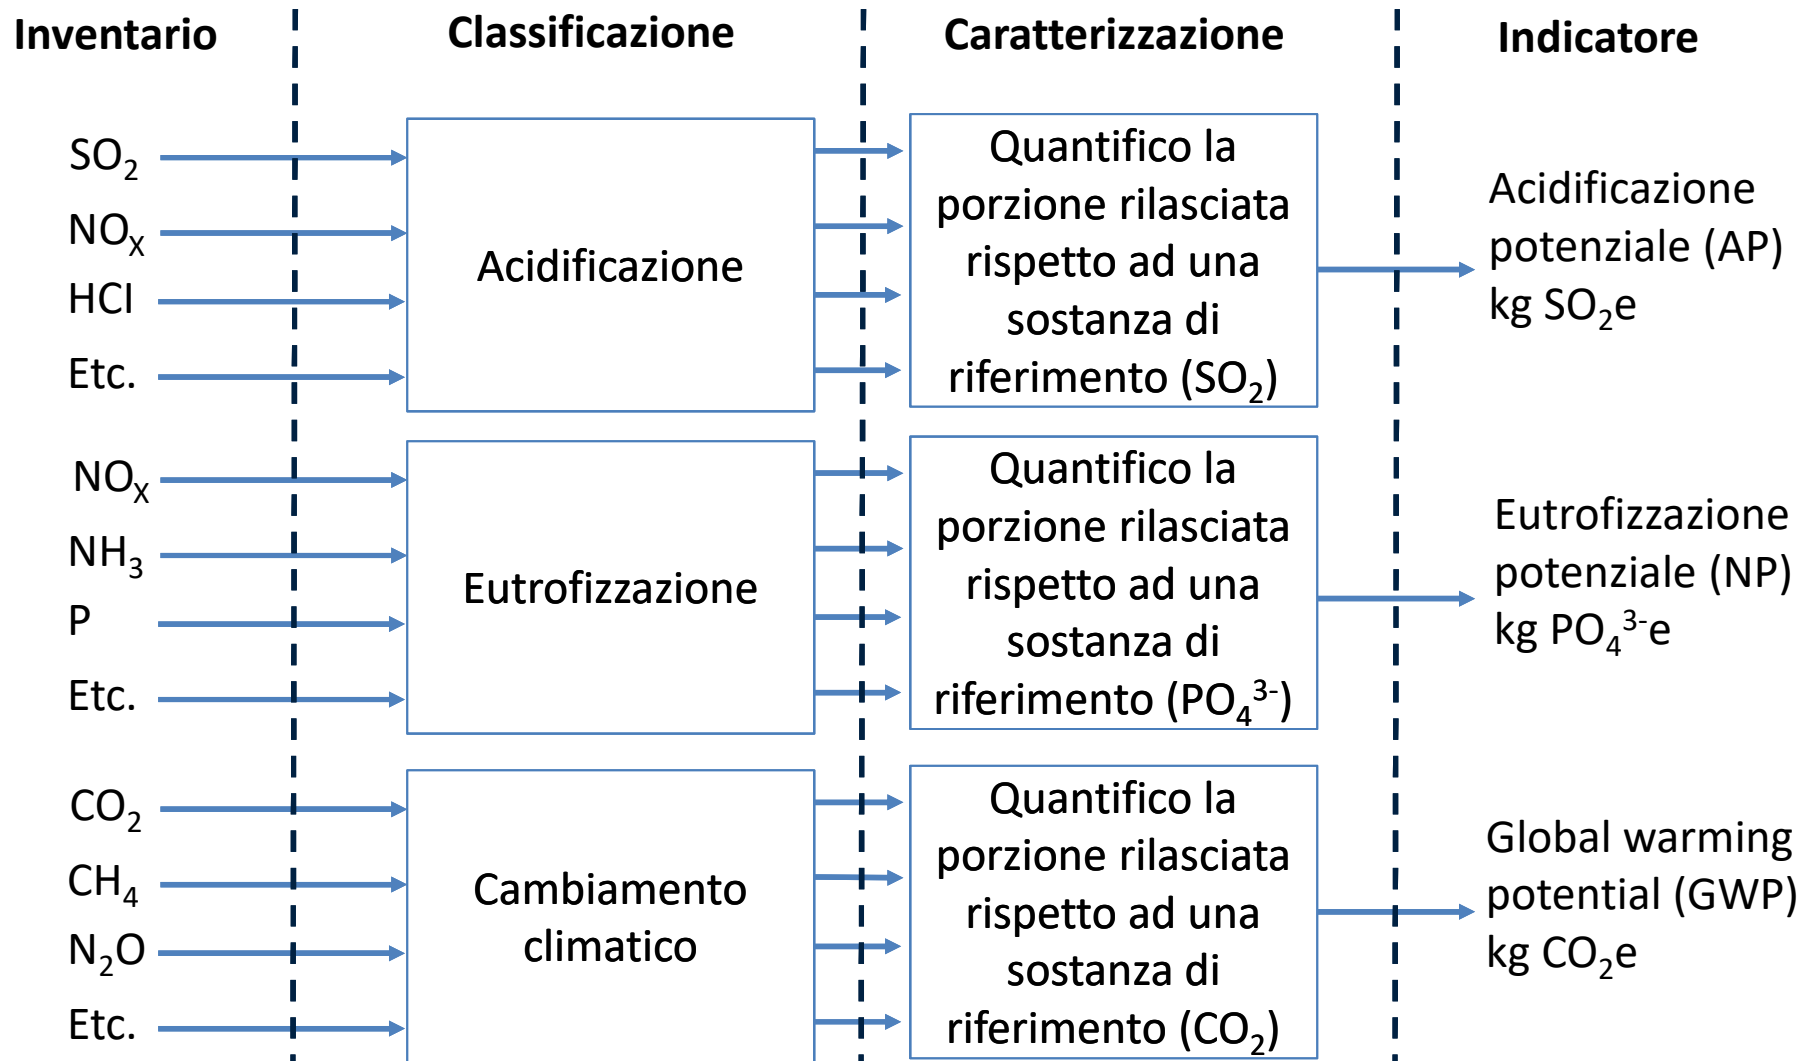 Inventario
Classificazione
Caratterizzazione
Indicatore
SO₂
NOₓ
HCl
Etc.
Acidificazione
Quantifico la
porzione rilasciata
rispetto ad una
sostanza di
riferimento (SO₂)
Acidificazione
potenziale (AP)
kg SO₂e
NOₓ
NH₃
P
Etc.
Eutrofizzazione
Quantifico la
porzione rilasciata
rispetto ad una
sostanza di
riferimento (PO₄³⁻)
Eutrofizzazione
potenziale (NP)
kg PO₄³⁻e
CO₂
CH₄
N₂O
Etc.
Cambiamento
climatico
Quantifico la
porzione rilasciata
rispetto ad una
sostanza di
riferimento (CO₂)
Global warming
potential (GWP)
kg CO₂e